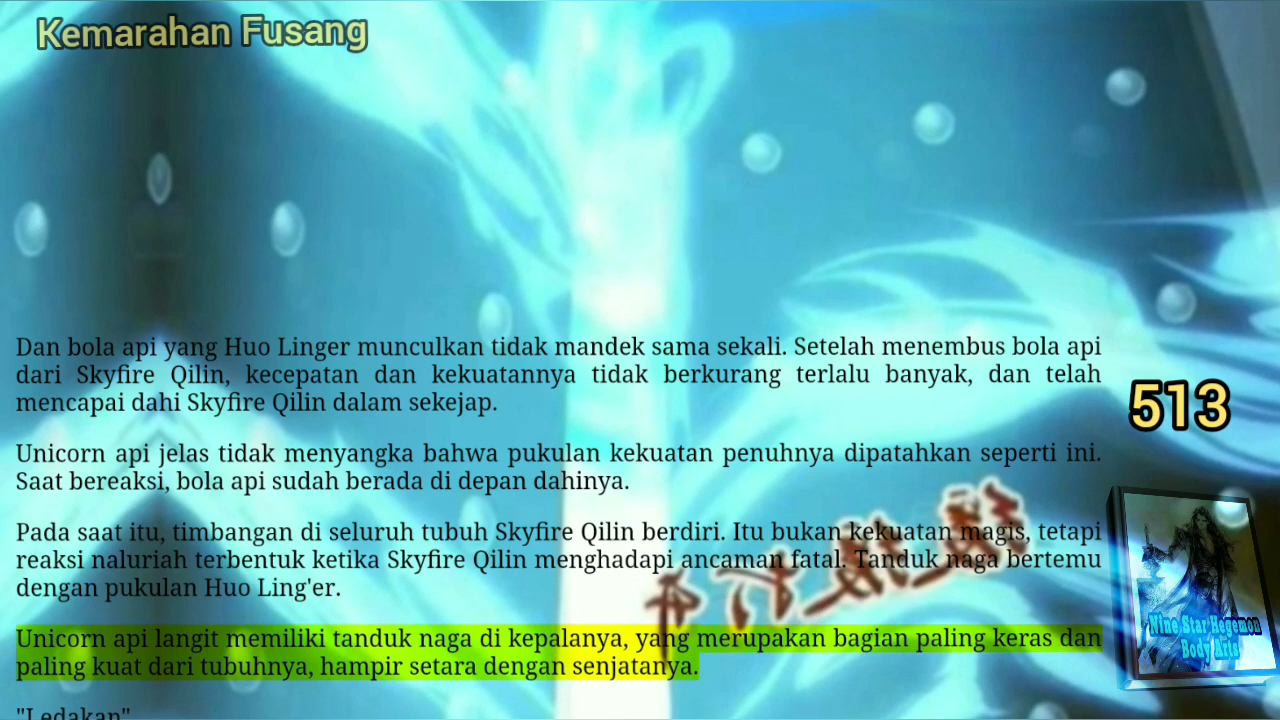 Kemarahan Fusang
Dan bola api yang Huo Linger munculkan tidak mandek sama sekali. Setelah menembus bola api
dari Skyfire Qilin, kecepatan dan kekuatannya tidak berkurang terlalu banyak, dan telah
mencapai dahi Skyfire Qilin dalam sekejap.
Unicorn api jelas tidak menyangka bahwa pukulan kekuatan penuhnya dipatahkan seperti ini.
Saat bereaksi, bola api sudah berada di depan dahinya.
Pada saat itu, timbangan di seluruh tubuh Skyfire Qilin berdiri. Itu bukan kekuatan magis, tetapi
reaksi naluriah terbentuk ketika Skyfire Qilin menghadapi ancaman fatal. Tanduk naga bertemu
dengan pukulan Huo Ling'er.
Unicorn api langit memiliki tanduk naga di kepalanya, yang merupakan bagian paling keras dan
paling kuat dari tubuhnya, hampir setara dengan senjatanya.
"Ledakan"
513
Nine Star Hegemon
Body Arts